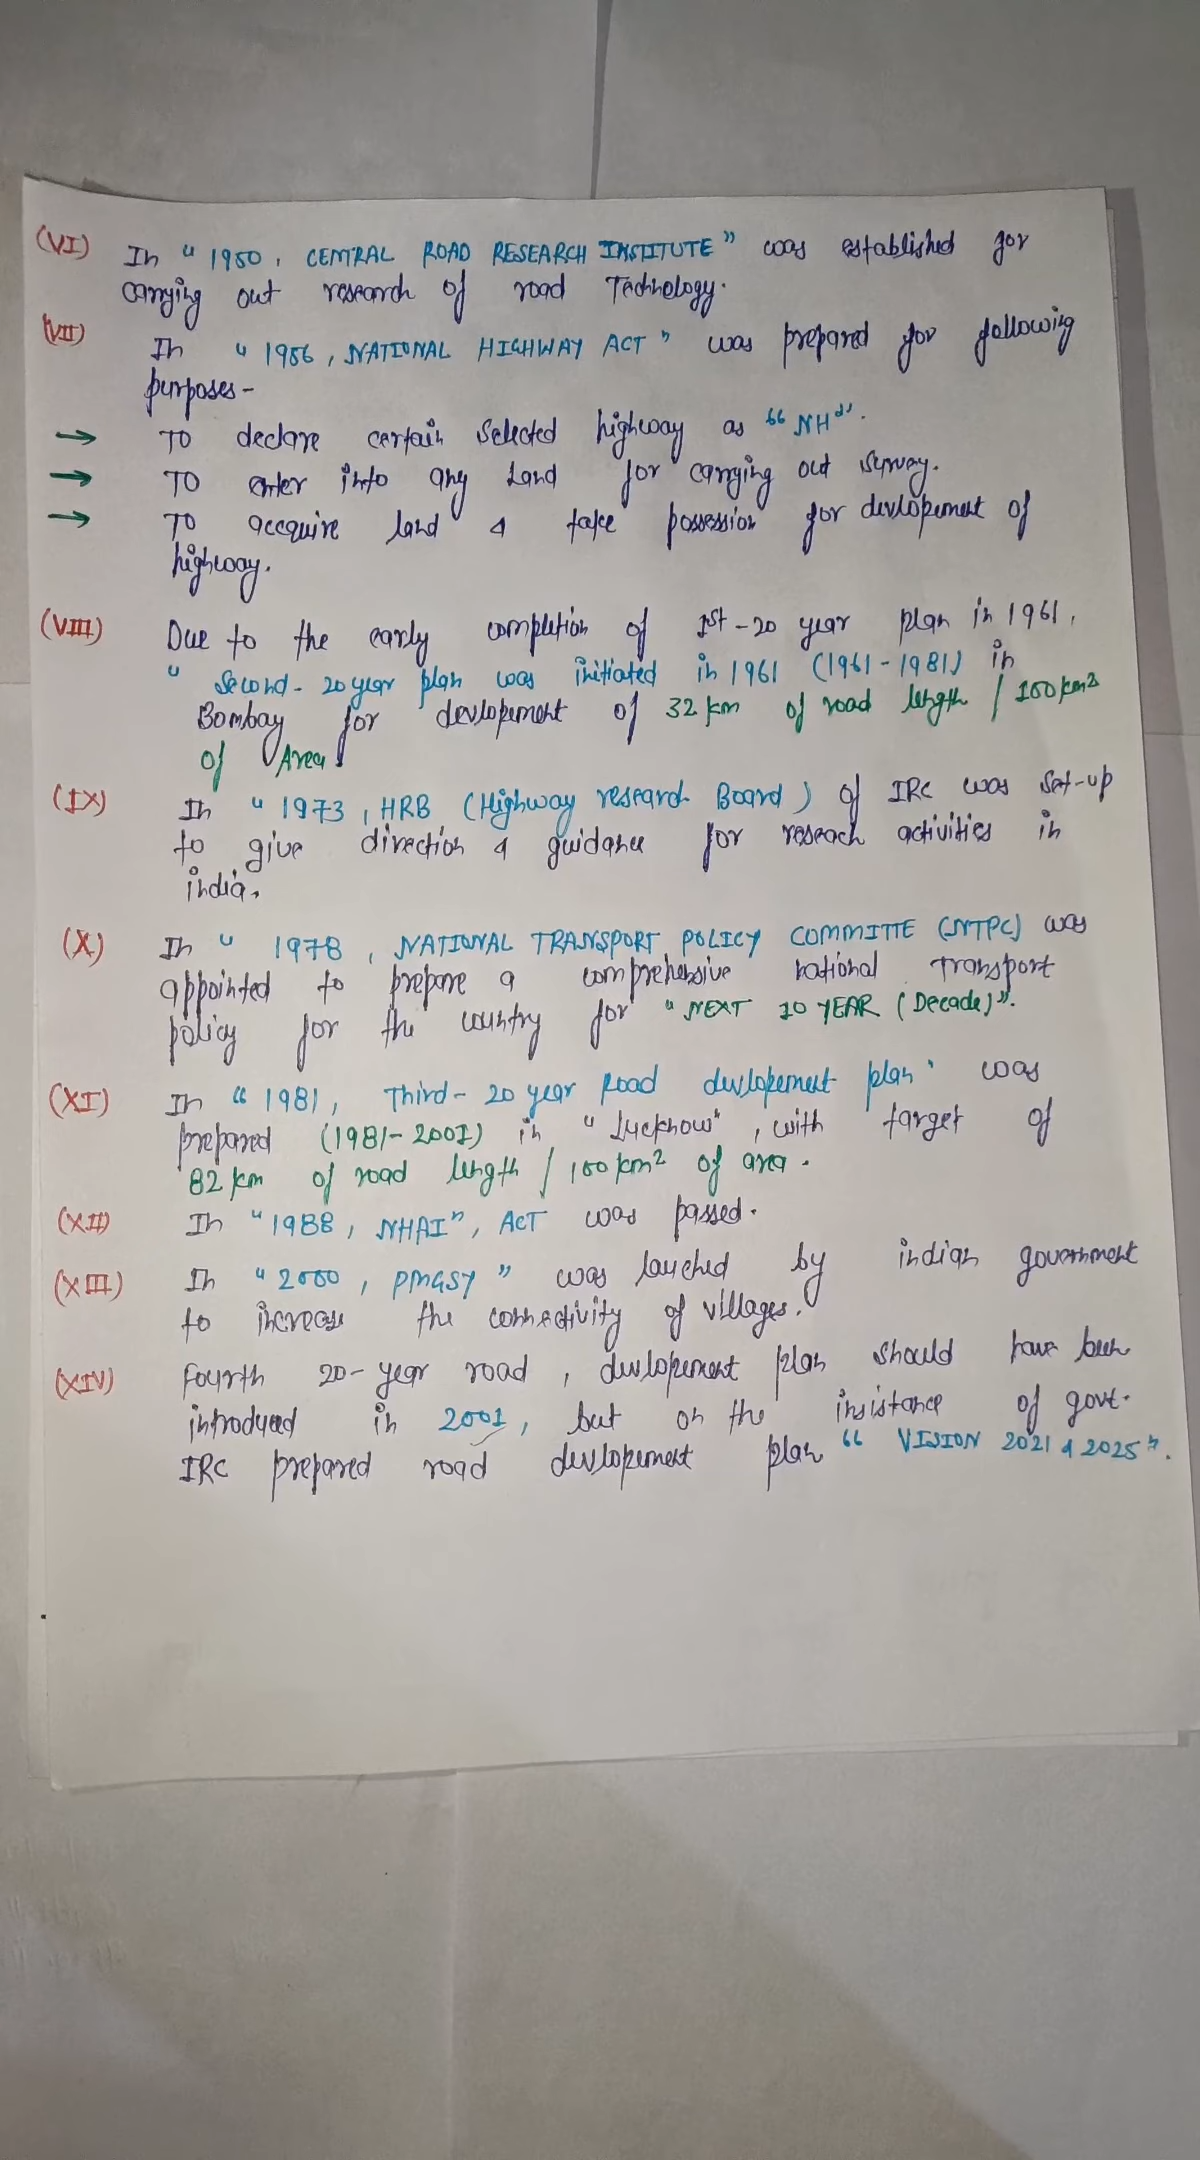 (VI) In " 1950, CENTRAL ROAD RESEARCH INSTITUTE " was established for
carrying out research of road Technology.
(VII) In " 1956, NATIONAL HIGHWAY ACT " was prepared for following
purposes-
→ To declare certain selected highway as "NH".
→ To enter into any Land for carrying out survay.
→ To accquire land & take possession for devlopement of
highway.
(VIII) Due to the early completion of 1st-20 year plan in 1961,
" Second-20 year plan was initiated in 1961 (1961-1981) in
Bombay for devlopement of 32 km of road length / 100 km²
of Area.
(IX) In " 1973, HRB (Highway research Board) of IRC was set-up
to give direction & guidance for reseach activities in
india.
(X) In " 1978, NATIONAL TRANSPORT POLICY COMMITTE (NTPC) was
appointed to prepare a comprehensive national Transport
policy for the country for " NEXT 10 YEAR (Decade)".
(XI) In " 1981, Third-20 year Road devlopement plan" was
prepared (1981-2001) in "Lucknow", with target of
82 km of road length / 100 km² of area.
(XII) In "1988, NHAI", ACT was passed.
(XIII) In " 2000, PMGSY " was lauched by indian government
to increase the connectivity of villages.
(XIV) Fourth 20-year road, devlopement plan should have been
introduced in 2001, but on the insistance of govt.
IRC prepared road devlopement plan " VISION 2021 & 2025".